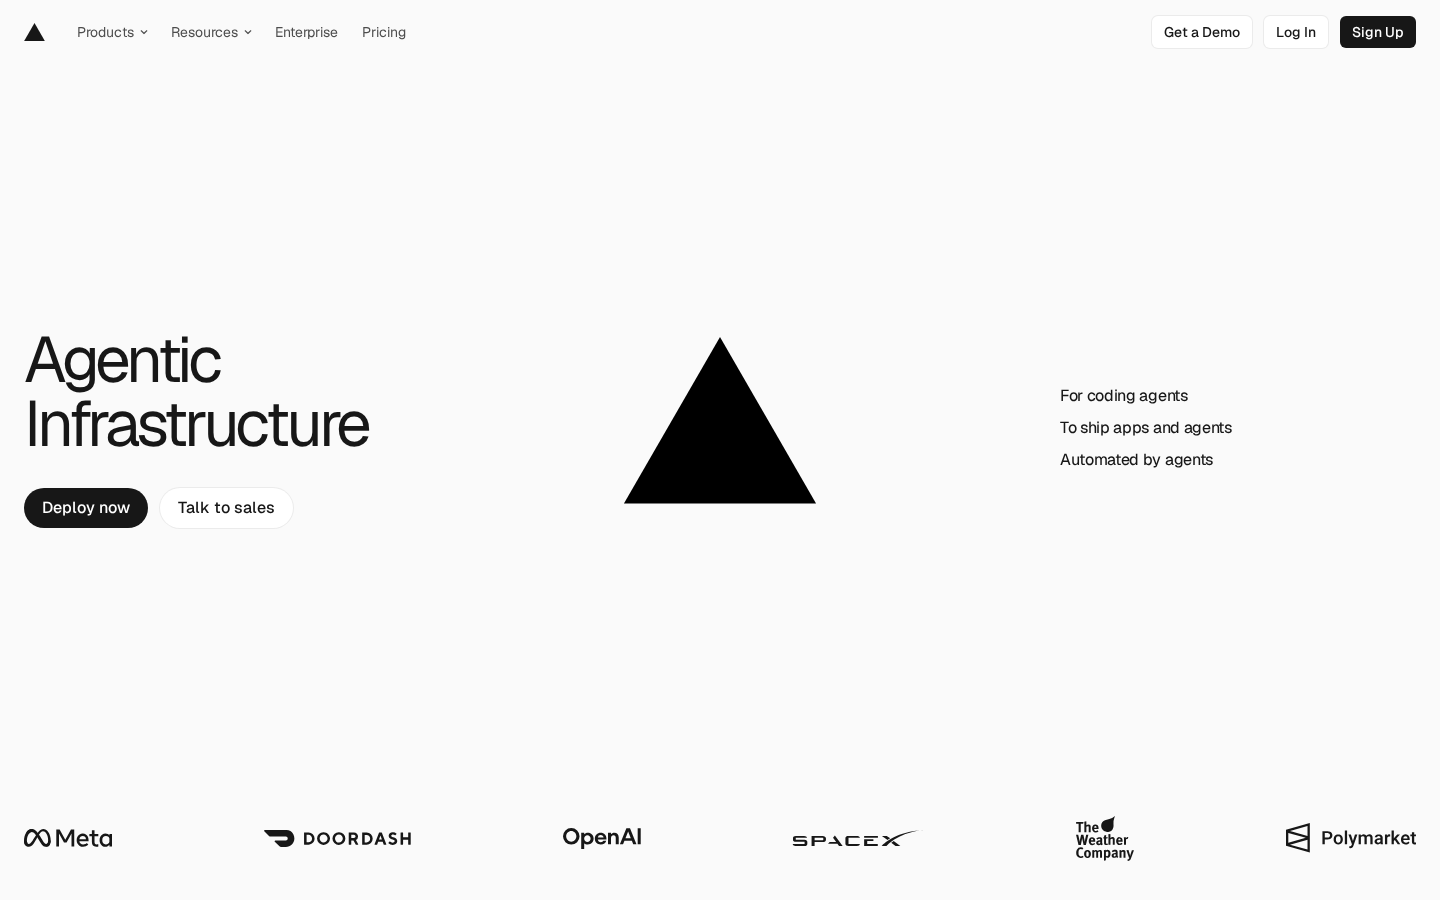 Products
Resources
Enterprise
Pricing
Get a Demo
Log In
Sign Up
Agentic
Infrastructure
Deploy now
Talk to sales
For coding agents
To ship apps and agents
Automated by agents
Meta
DOORDASH
OpenAI
SPACEX
The
Weather
Company
Polymarket